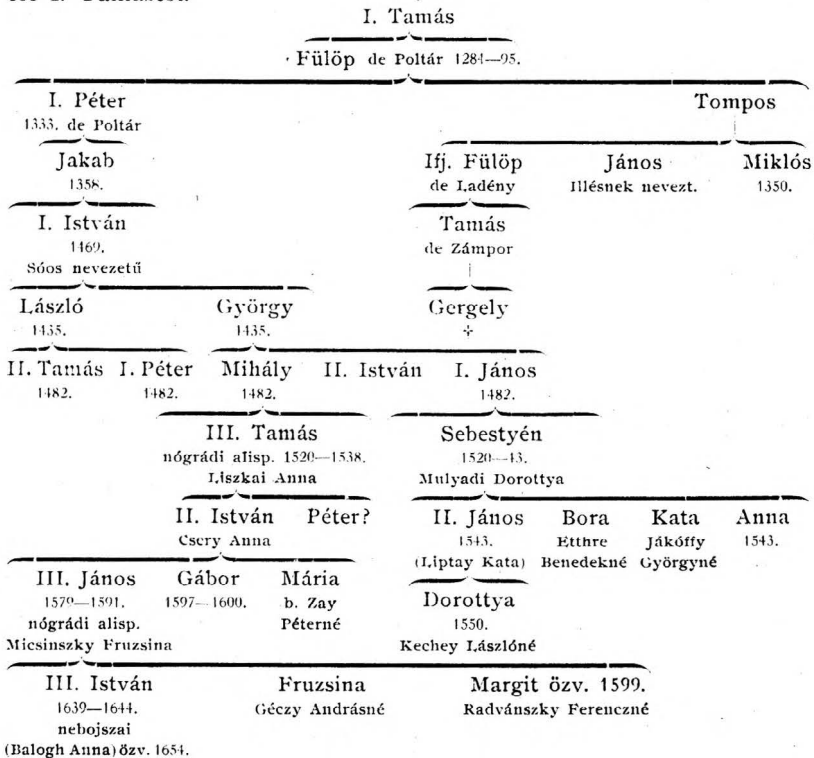 I. Tamás
Fülöp de Poltár 1284—95.
I. Péter Tompos
1333. de Poltár
Jakab Ifj. Fülöp János Miklós
1358. de Ladény Illésnek nevezt. 1350.
I. István Tamás
1469. de Zámpor
Sóos nevezetű
László György Gergely
1435. 1435. +
II. Tamás I. Péter Mihály II. István I. János
1482. 1482. 1482. 1482.
III. Tamás Sebestyén
nógrádi alisp. 1520—1538. 1520—43.
Liszkai Anna Mulyadi Dorottya
II. István Péter? II. János Bora Kata Anna
Csery Anna 1543. Etthre Jákóffy 1543.
(Liptay Kata) Benedekné Györgyné
III. János Gábor Mária Dorottya
1579—1591. 1597—1600. b. Zay 1550.
nógrádi alisp. Péterné Kechey Lászlóné
Micsinszky Fruzsina
III. István Fruzsina Margit özv. 1599.
1639—1644. Géczy Andrásné Radvánszky Ferenczné
nebojszai
(Balogh Anna) özv. 1654.